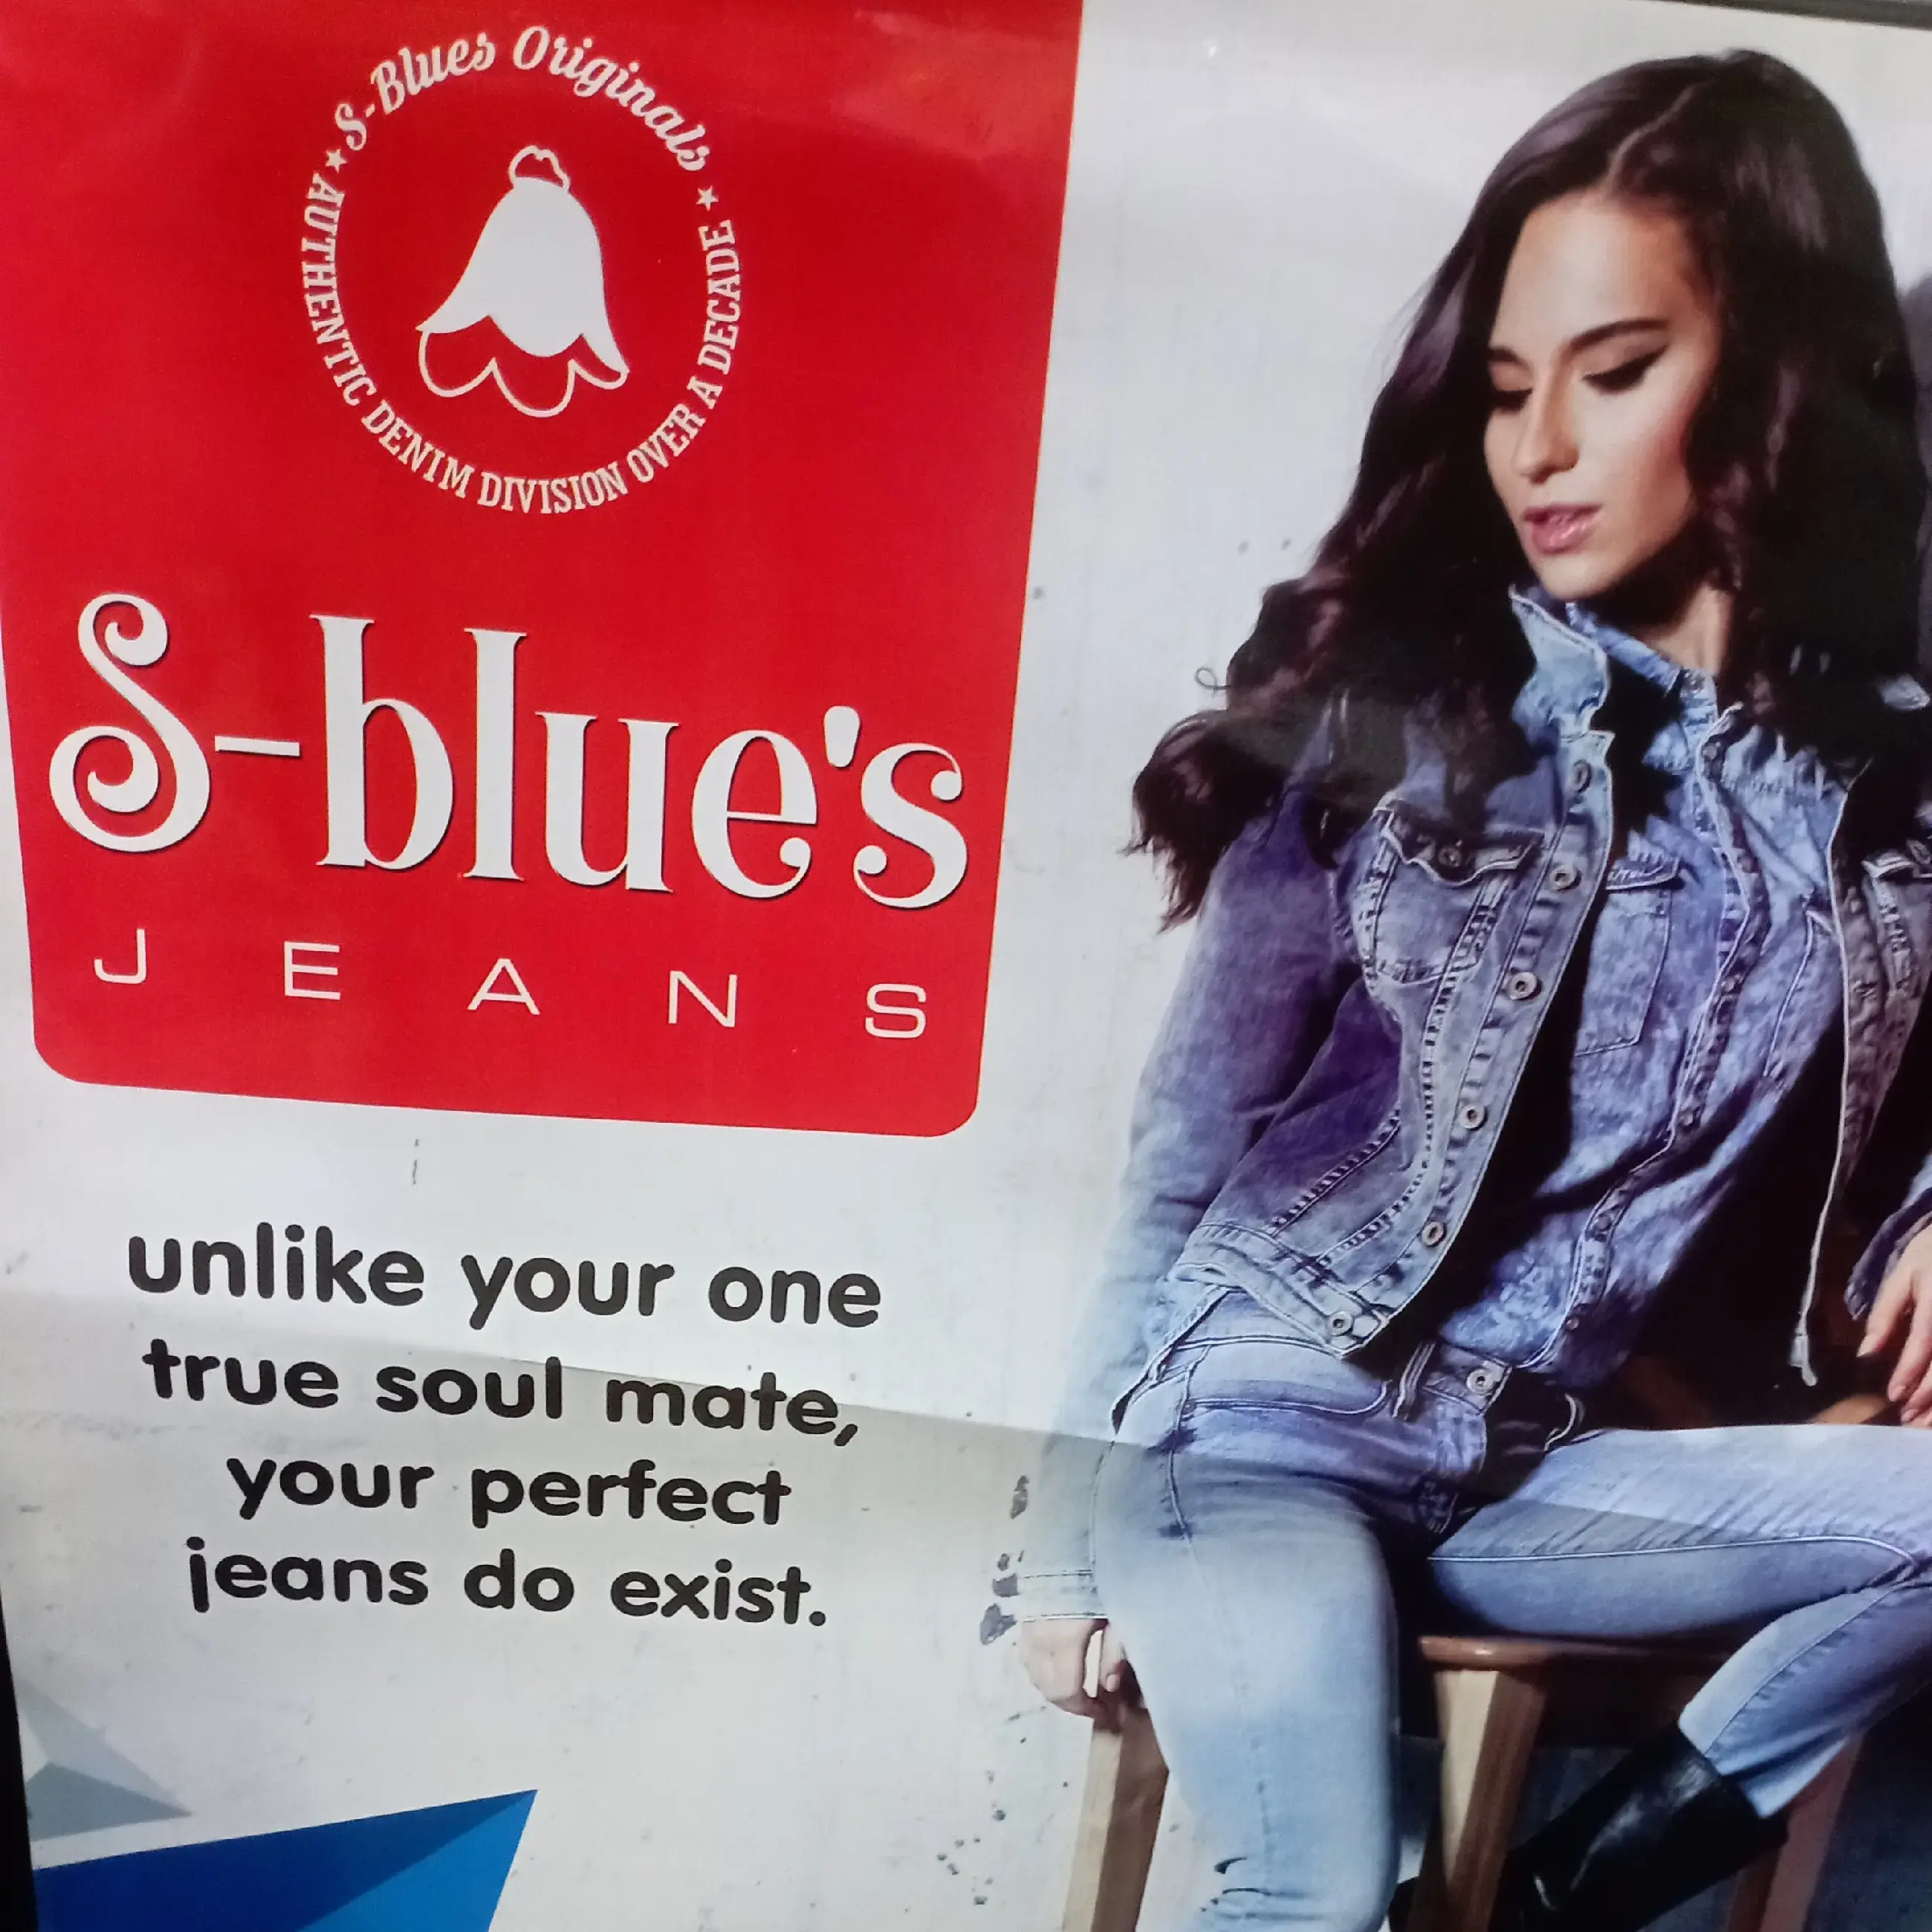 S-Blues Originals
★ AUTHENTIC DENIM DIVISION OVER A DECADE ★
S-blue's
JEANS
unlike your one
true soul mate,
your perfect
jeans do exist.